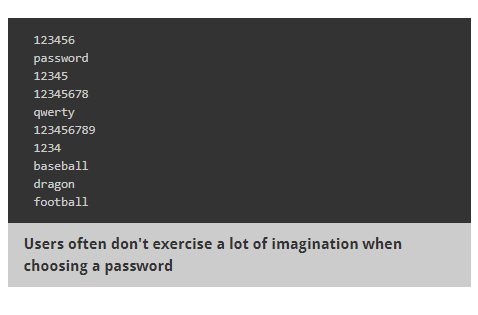 123456
password
12345
12345678
qwerty
123456789
1234
baseball
dragon
football
Users often don't exercise a lot of imagination when
choosing a password